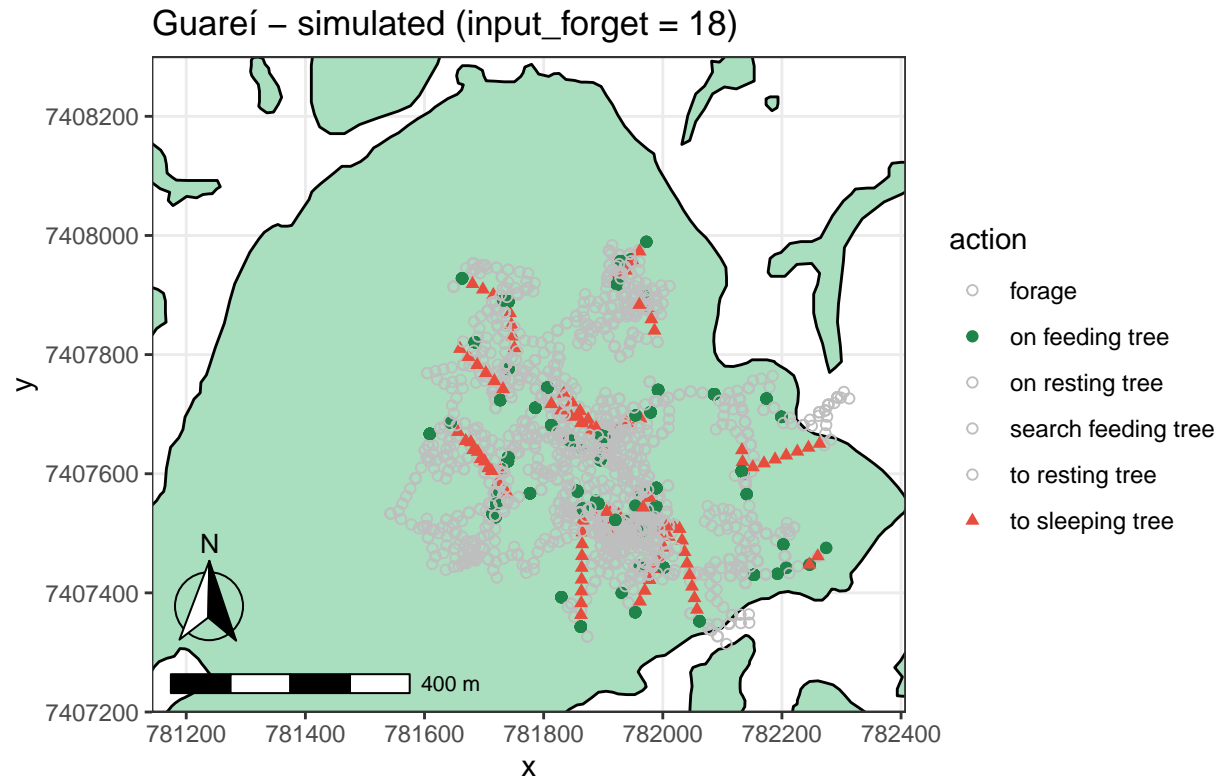 Guareí – simulated (input_forget = 18)
7408200
7408000
7407800
7407600
7407400
7407200
y
N
400 m
781200
781400
781600
781800
782000
782200
782400
x
action
forage
on feeding tree
on resting tree
search feeding tree
to resting tree
to sleeping tree